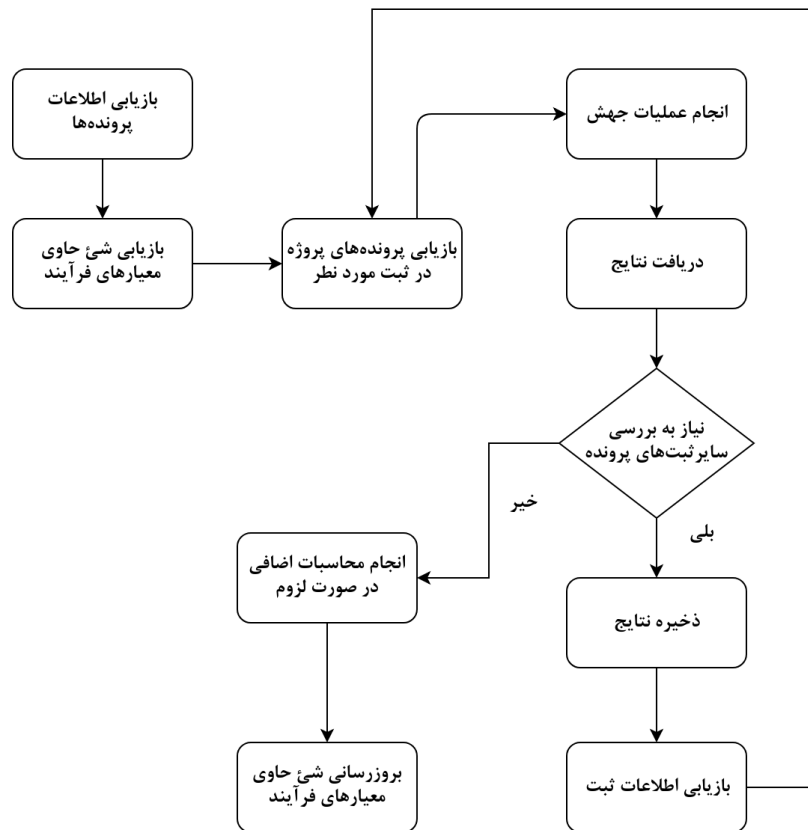 بازیابی اطلاعات
پرونده‌ها
بازیابی شئ حاوی
معیارهای فرآیند
بازیابی پرونده‌های پروژه
در ثبت مورد نطر
انجام عملیات جهش
دریافت نتایج
نیاز به بررسی
سایرثبت‌های پرونده
خیر
بلی
انجام محاسبات اضافی
در صورت لزوم
بروزرسانی شئ حاوی
معیارهای فرآیند
ذخیره نتایج
بازیابی اطلاعات ثبت